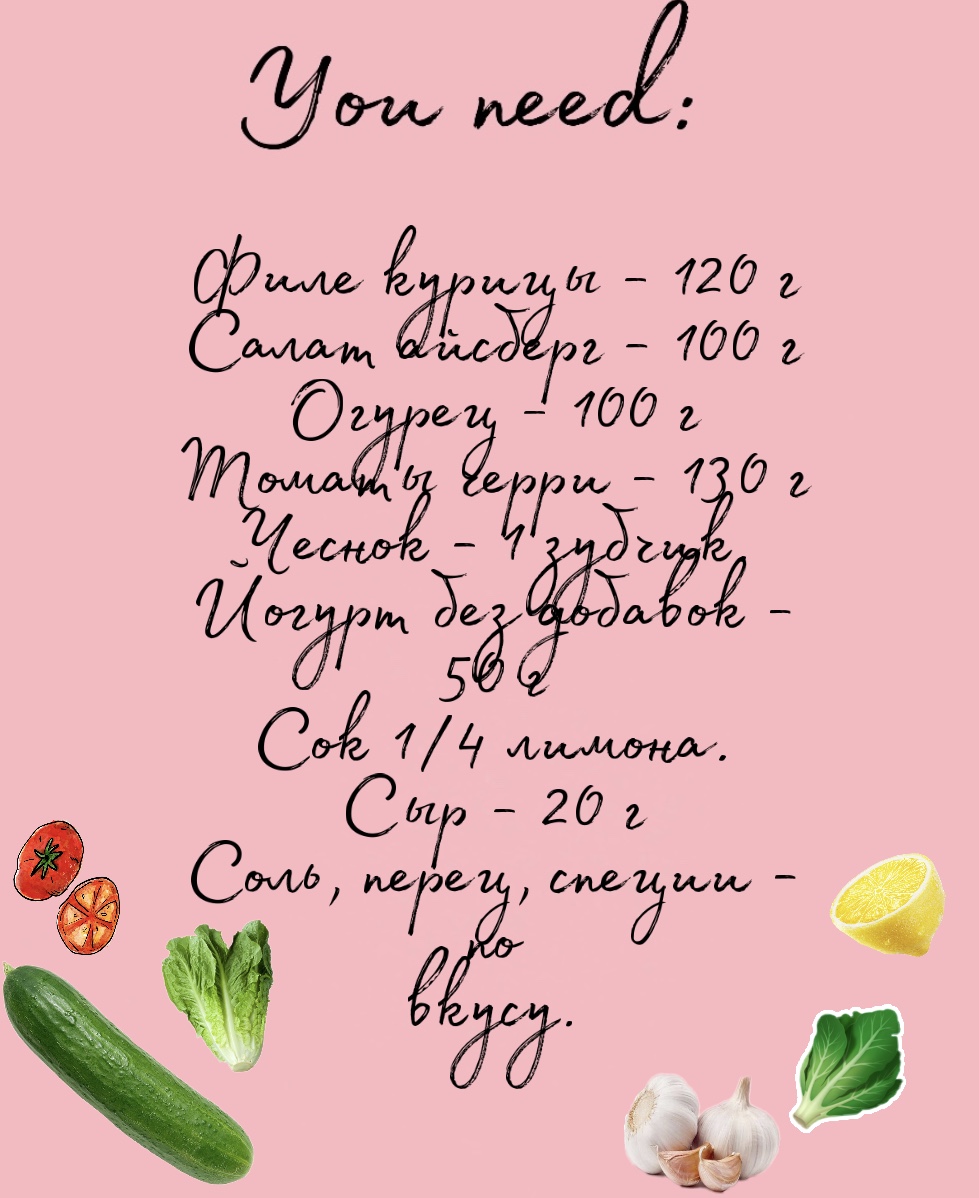 You need:
Филе курицы - 120 г
Салат айсберг - 100 г
Огурец - 100 г
Томаты черри - 130 г
Чеснок - 1 зубчик.
Йогурт без добавок -
50 г
Сок 1/4 лимона.
Сыр - 20 г
Соль, перец, специи -
по
вкусу.